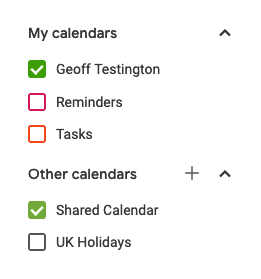 My calendars
Geoff Testington
Reminders
Tasks
Other calendars
Shared Calendar
UK Holidays